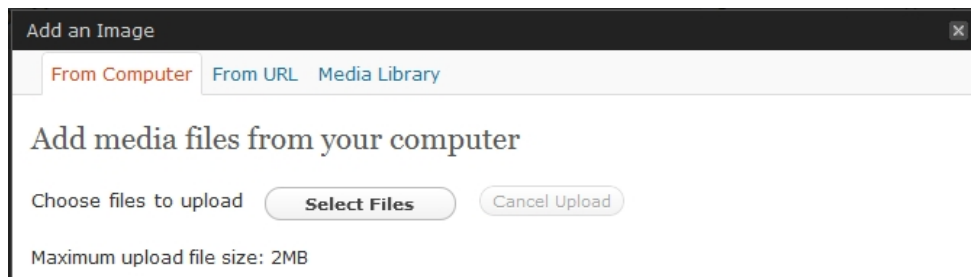 Add an Image
From Computer From URL Media Library
Add media files from your computer
Choose files to upload Select Files Cancel Upload
Maximum upload file size: 2MB